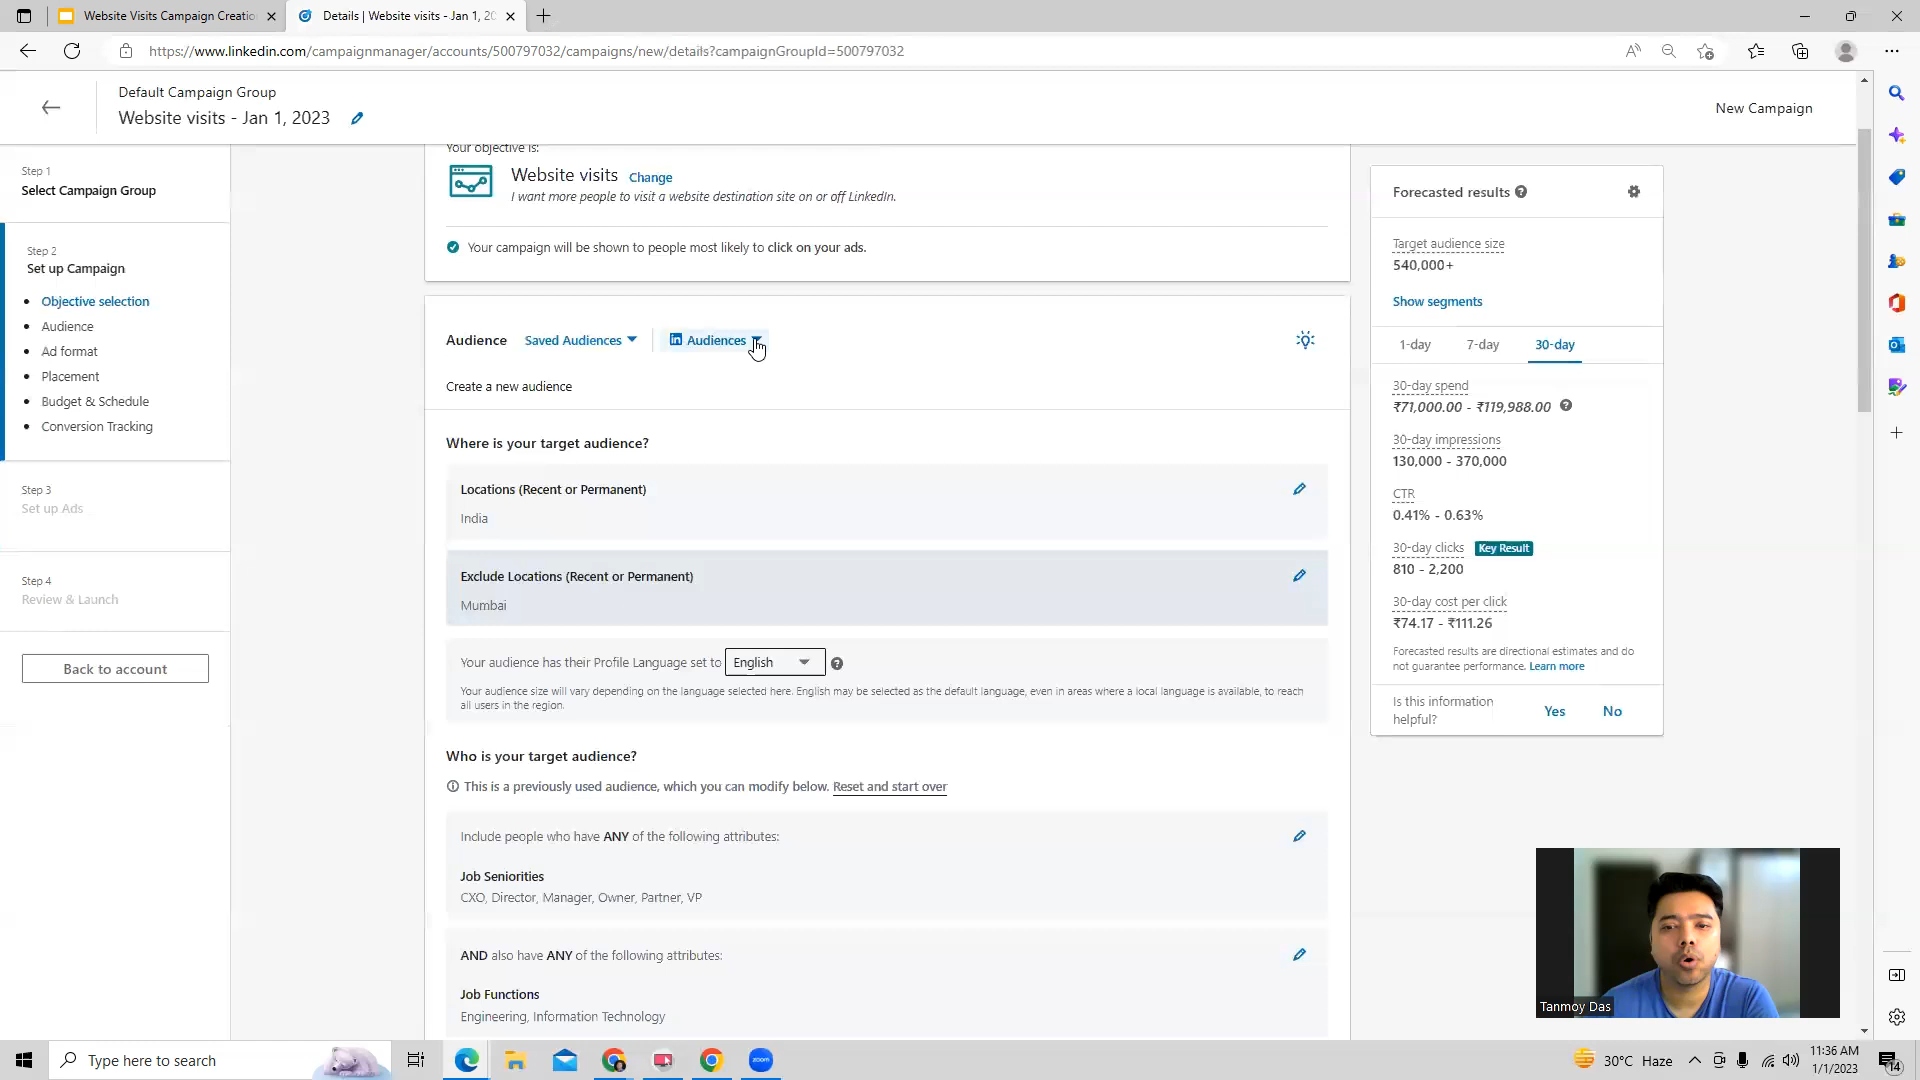 Website Visits Campaign Creatio
Details | Website visits - Jan 1, 20
https://www.linkedin.com/campaignmanager/accounts/500797032/campaigns/new/details?campaignGroupId=500797032
Default Campaign Group
Website visits - Jan 1, 2023
New Campaign
Step 1
Select Campaign Group
Step 2
Set up Campaign
Objective selection
Audience
Ad format
Placement
Budget & Schedule
Conversion Tracking
Step 3
Set up Ads
Step 4
Review & Launch
Back to account
Your objective is:
Website visits Change
I want more people to visit a website destination site on or off LinkedIn.
Your campaign will be shown to people most likely to click on your ads.
Audience Saved Audiences in Audiences
Create a new audience
Where is your target audience?
Locations (Recent or Permanent)
India
Exclude Locations (Recent or Permanent)
Mumbai
Your audience has their Profile Language set to English
Your audience size will vary depending on the language selected here. English may be selected as the default language, even in areas where a local language is available, to reach
all users in the region.
Who is your target audience?
This is a previously used audience, which you can modify below. Reset and start over
Include people who have ANY of the following attributes:
Job Seniorities
CXO, Director, Manager, Owner, Partner, VP
AND also have ANY of the following attributes:
Job Functions
Engineering, Information Technology
Forecasted results
Target audience size
540,000+
Show segments
1-day 7-day 30-day
30-day spend
₹71,000.00 - ₹119,988.00
30-day impressions
130,000 - 370,000
CTR
0.41% - 0.63%
30-day clicks Key Result
810 - 2,200
30-day cost per click
₹74.17 - ₹111.26
Forecasted results are directional estimates and do
not guarantee performance. Learn more
Is this information
helpful?
Yes No
Tanmoy Das
Type here to search
zoom
30°C Haze
11:36 AM
1/1/2023
14